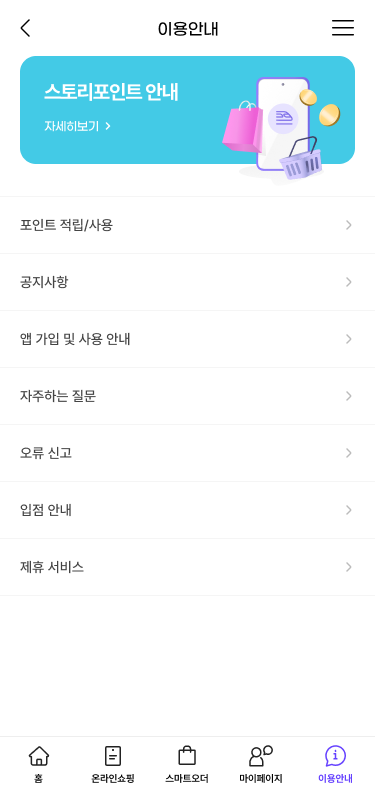 이용안내
스토리포인트 안내
자세히보기
포인트 적립/사용
공지사항
앱 가입 및 사용 안내
자주하는 질문
오류 신고
입점 안내
제휴 서비스
홈
온라인쇼핑
스마트오더
마이페이지
이용안내